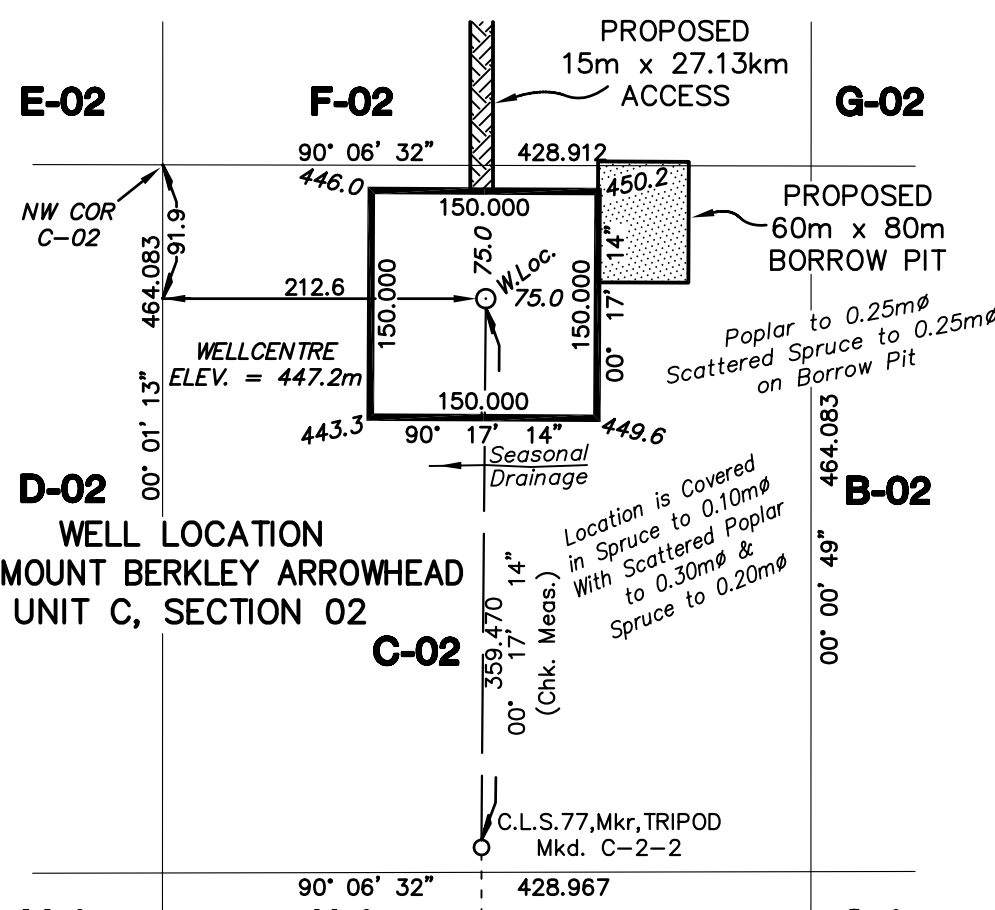 PROPOSED
15m x 27.13km
ACCESS
E-02
F-02
G-02
90° 06' 32" 428.912
446.0
450.2
NW COR
C-02
91.9
464.083
00° 01' 13"
150.000
75.0
W.Loc.
75.0
212.6
150.000
150.000
00° 17' 14"
PROPOSED
60m x 80m
BORROW PIT
WELLCENTRE
ELEV. = 447.2m
Poplar to 0.25mø
Scattered Spruce to 0.25mø
on Borrow Pit
150.000
443.3
90° 17' 14"
449.6
Seasonal
Drainage
464.083
00° 00' 49"
D-02
B-02
Location is Covered
in Spruce to 0.10mø
With Scattered Poplar
to 0.30mø &
Spruce to 0.20mø
WELL LOCATION
MOUNT BERKLEY ARROWHEAD
UNIT C, SECTION 02
C-02
359.470
00° 17' 14"
(Chk. Meas.)
C.L.S.77,Mkr,TRIPOD
Mkd. C-2-2
90° 06' 32" 428.967